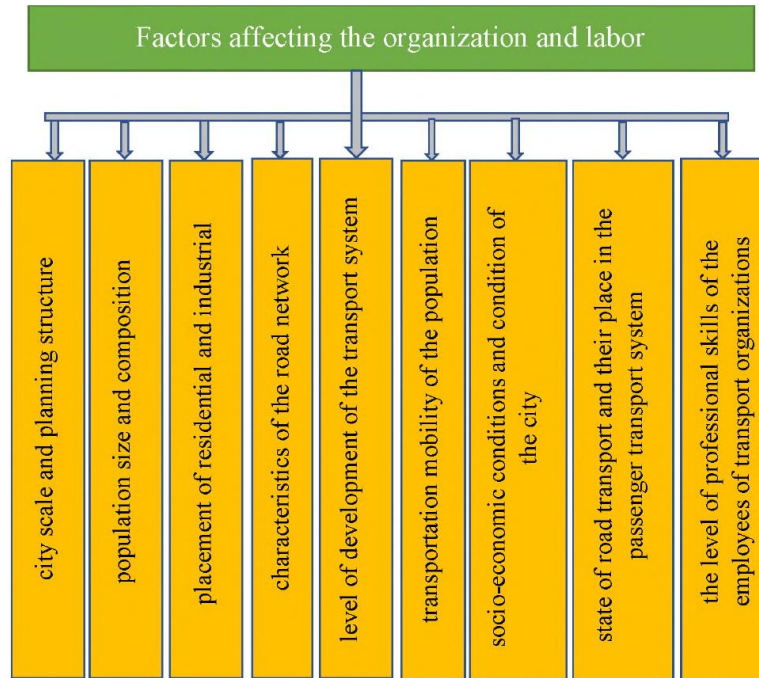 Factors affecting the organization and labor
city scale and planning structure
population size and composition
placement of residential and industrial
characteristics of the road network
level of development of the transport system
transportation mobility of the population
socio-economic conditions and condition of
the city
state of road transport and their place in the
passenger transport system
the level of professional skills of the
employees of transport organizations